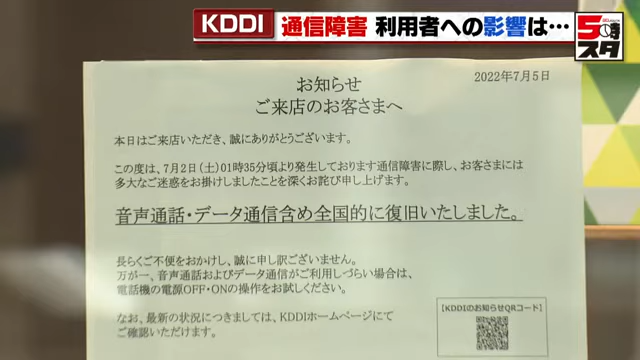 KDDI 通信障害 利用者への影響は…
5時スタ
2022年7月5日
お知らせ
ご来店のお客さまへ
本日はご来店いただき、誠にありがとうございます。
この度は、7月2日(土)01時35分頃より発生しております通信障害に際し、お客さまには
多大なご迷惑をお掛けしましたことを深くお詫び申し上げます。
音声通話・データ通信含め全国的に復旧いたしました。
長らくご不便をおかけし、誠に申し訳ございません。
万が一、音声通話およびデータ通信がご利用しづらい場合は、
電話機の電源OFF・ONの操作をお試しください。
なお、最新の状況につきましては、KDDIホームページにて
ご確認いただけます。
【KDDIのお知らせQRコード】